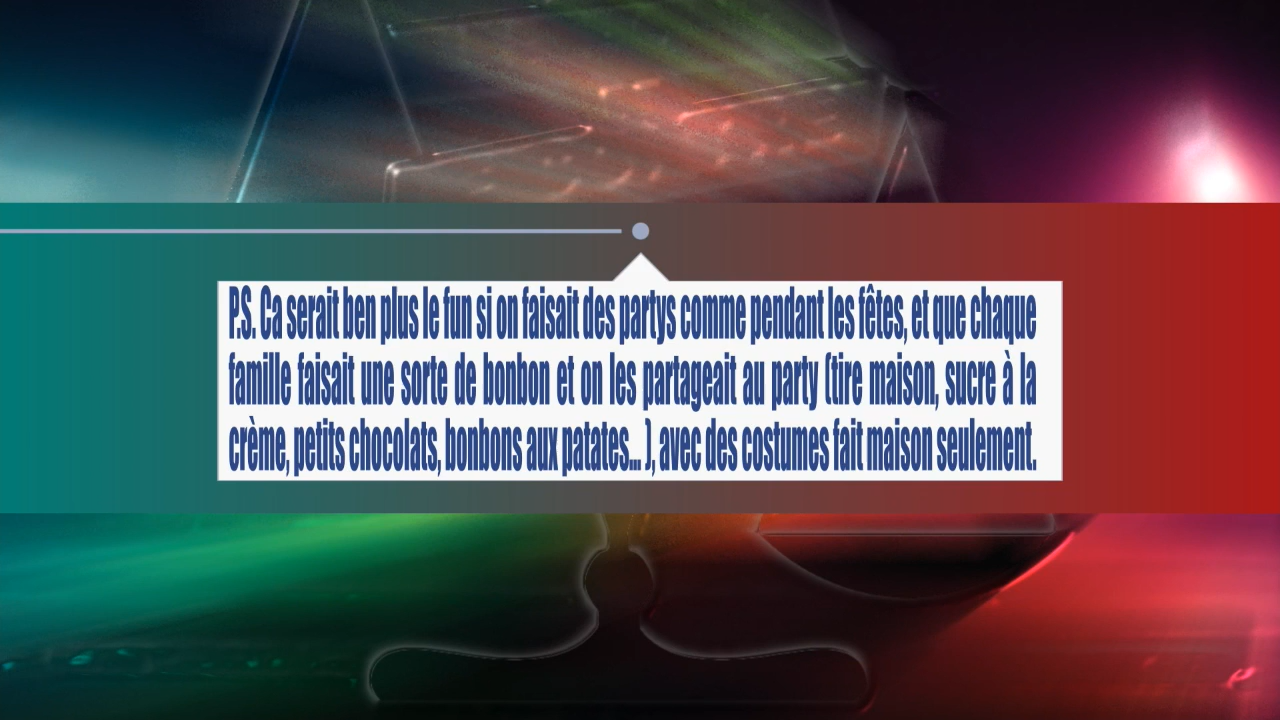 P.S. Ca serait ben plus le fun si on faisait des partys comme pendant les fêtes, et que chaque
famille faisait une sorte de bonbon et on les partageait au party (tire maison, sucre à la
crème, petits chocolats, bonbons aux patates... ), avec des costumes fait maison seulement.